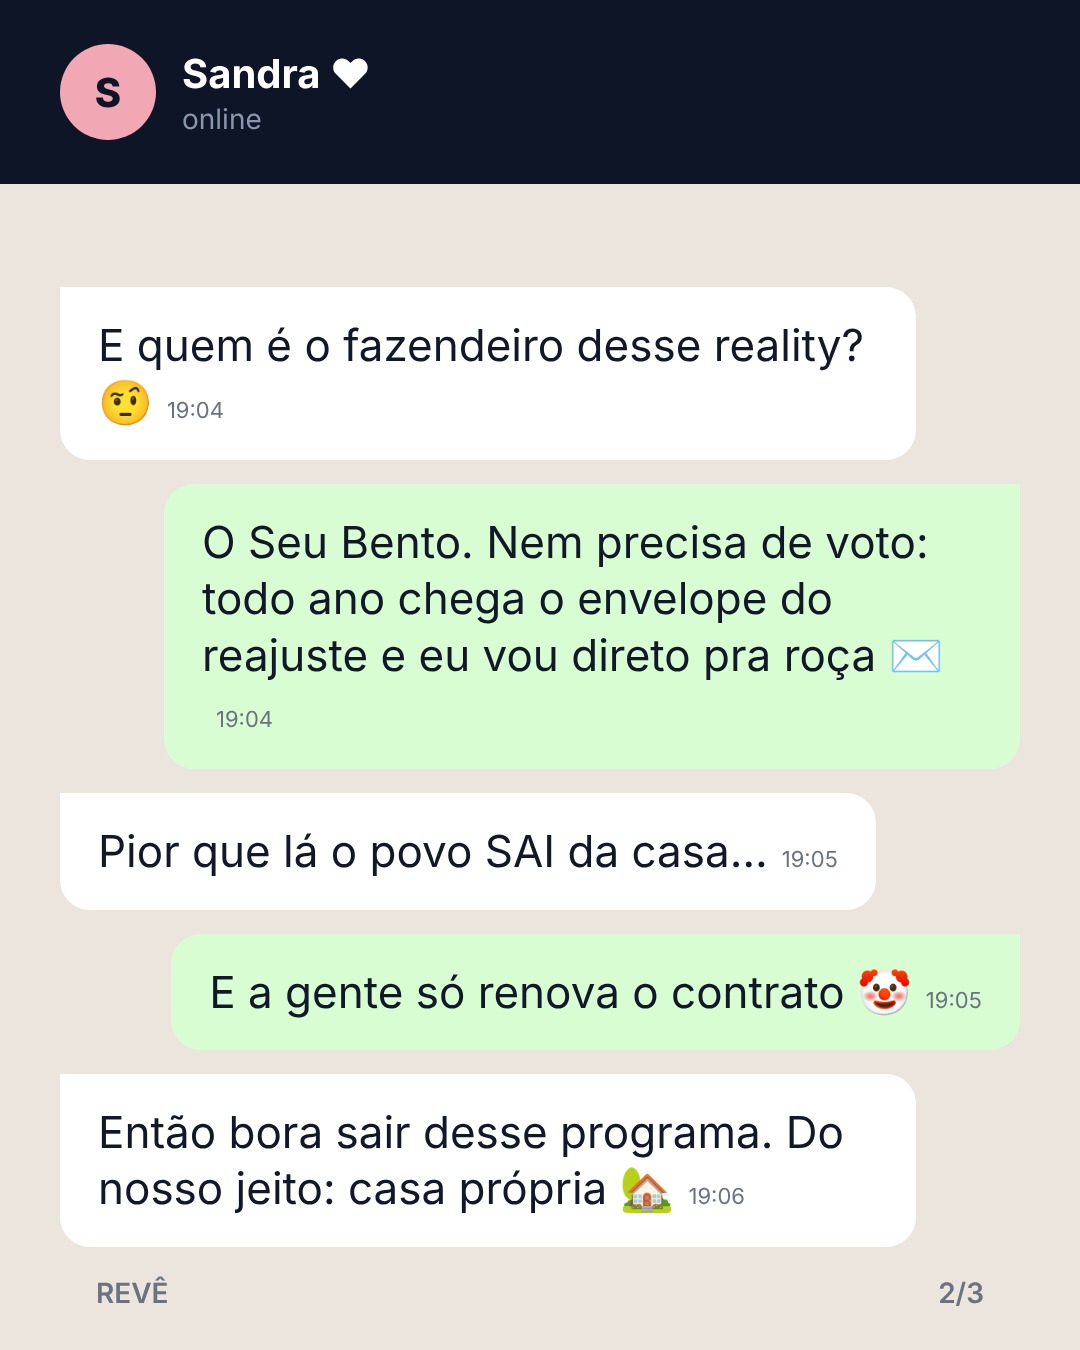 S
Sandra 🤍
online
E quem é o fazendeiro desse reality?
🤨 19:04
O Seu Bento. Nem precisa de voto:
todo ano chega o envelope do
reajuste e eu vou direto pra roça ✉️
19:04
Pior que lá o povo SAI da casa... 19:05
E a gente só renova o contrato 🤡 19:05
Então bora sair desse programa. Do
nosso jeito: casa própria 🏡 19:06
REVÊ
2/3